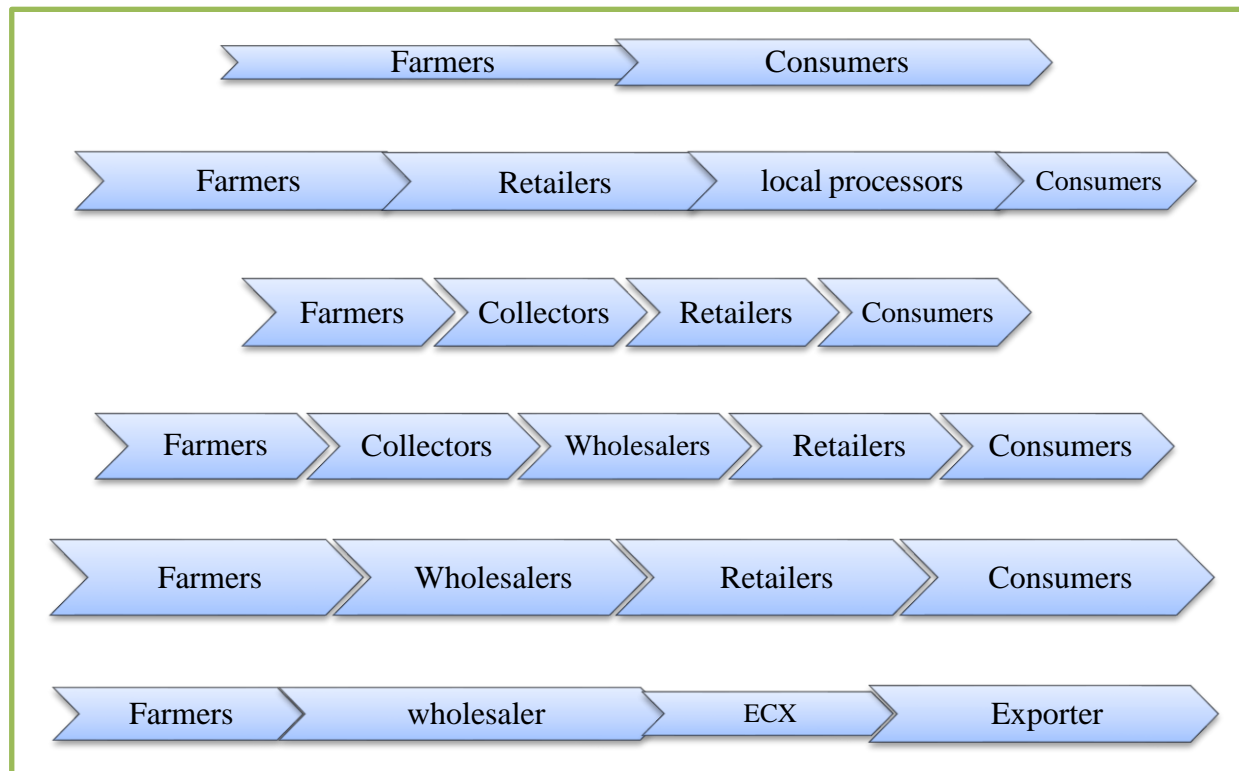 Farmers Consumers
Farmers Retailers local processors Consumers
Farmers Collectors Retailers Consumers
Farmers Collectors Wholesalers Retailers Consumers
Farmers Wholesalers Retailers Consumers
Farmers wholesaler ECX Exporter